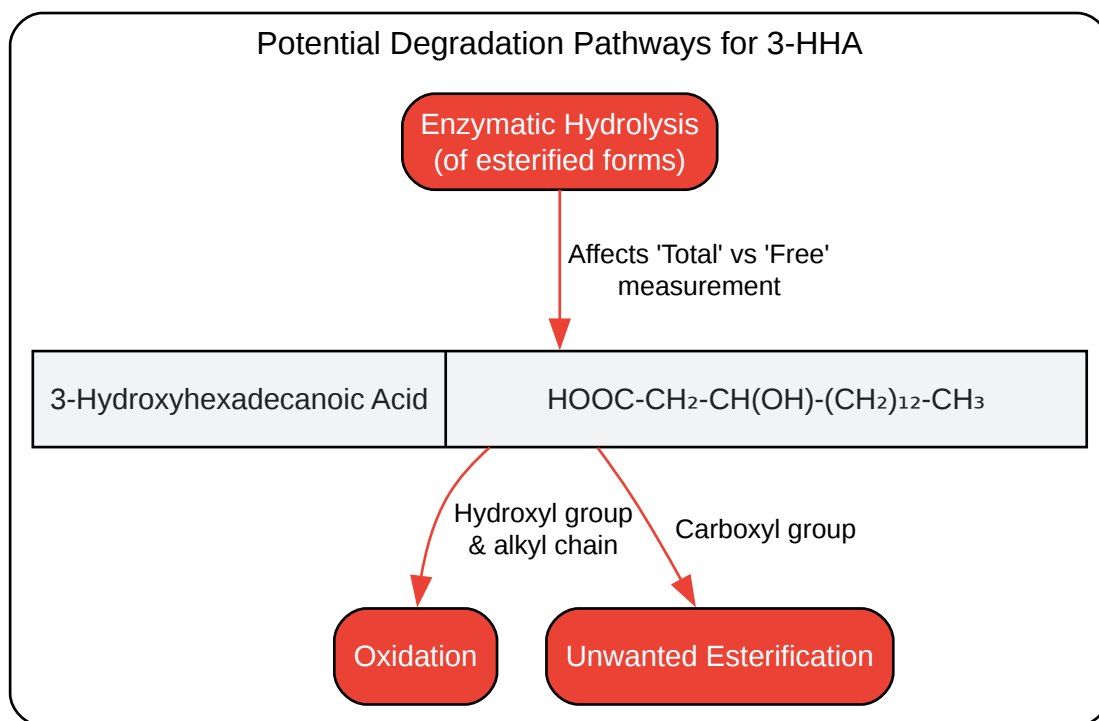 Potential Degradation Pathways for 3-HHA
Enzymatic Hydrolysis
(of esterified forms)
Affects 'Total' vs 'Free'
measurement
3-Hydroxyhexadecanoic Acid
HOOC-CH₂-CH(OH)-(CH₂)₁₂-CH₃
Hydroxyl group
& alkyl chain
Carboxyl group
Oxidation
Unwanted Esterification